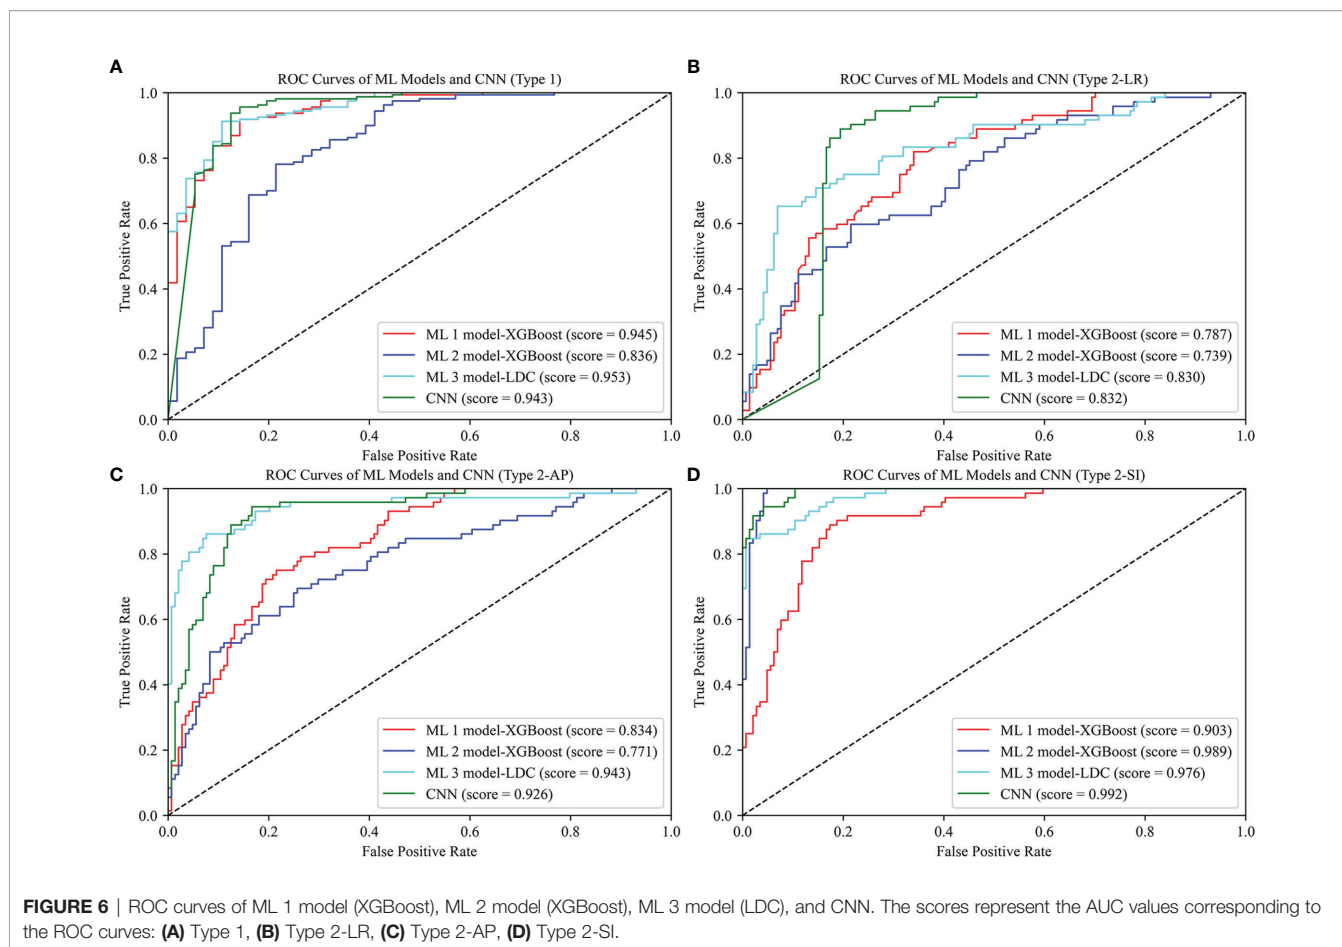 A
ROC Curves of ML Models and CNN (Type 1)
1.0
0.8
0.6
0.4
0.2
0.0
True Positive Rate
ML 1 model-XGBoost (score = 0.945)
ML 2 model-XGBoost (score = 0.836)
ML 3 model-LDC (score = 0.953)
CNN (score = 0.943)
0.0 0.2 0.4 0.6 0.8 1.0
False Positive Rate
B
ROC Curves of ML Models and CNN (Type 2-LR)
1.0
0.8
0.6
0.4
0.2
0.0
True Positive Rate
ML 1 model-XGBoost (score = 0.787)
ML 2 model-XGBoost (score = 0.739)
ML 3 model-LDC (score = 0.830)
CNN (score = 0.832)
0.0 0.2 0.4 0.6 0.8 1.0
False Positive Rate
C
ROC Curves of ML Models and CNN (Type 2-AP)
1.0
0.8
0.6
0.4
0.2
0.0
True Positive Rate
ML 1 model-XGBoost (score = 0.834)
ML 2 model-XGBoost (score = 0.771)
ML 3 model-LDC (score = 0.943)
CNN (score = 0.926)
0.0 0.2 0.4 0.6 0.8 1.0
False Positive Rate
D
ROC Curves of ML Models and CNN (Type 2-SI)
1.0
0.8
0.6
0.4
0.2
0.0
True Positive Rate
ML 1 model-XGBoost (score = 0.903)
ML 2 model-XGBoost (score = 0.989)
ML 3 model-LDC (score = 0.976)
CNN (score = 0.992)
0.0 0.2 0.4 0.6 0.8 1.0
False Positive Rate
FIGURE 6 | ROC curves of ML 1 model (XGBoost), ML 2 model (XGBoost), ML 3 model (LDC), and CNN. The scores represent the AUC values corresponding to
the ROC curves: (A) Type 1, (B) Type 2-LR, (C) Type 2-AP, (D) Type 2-SI.